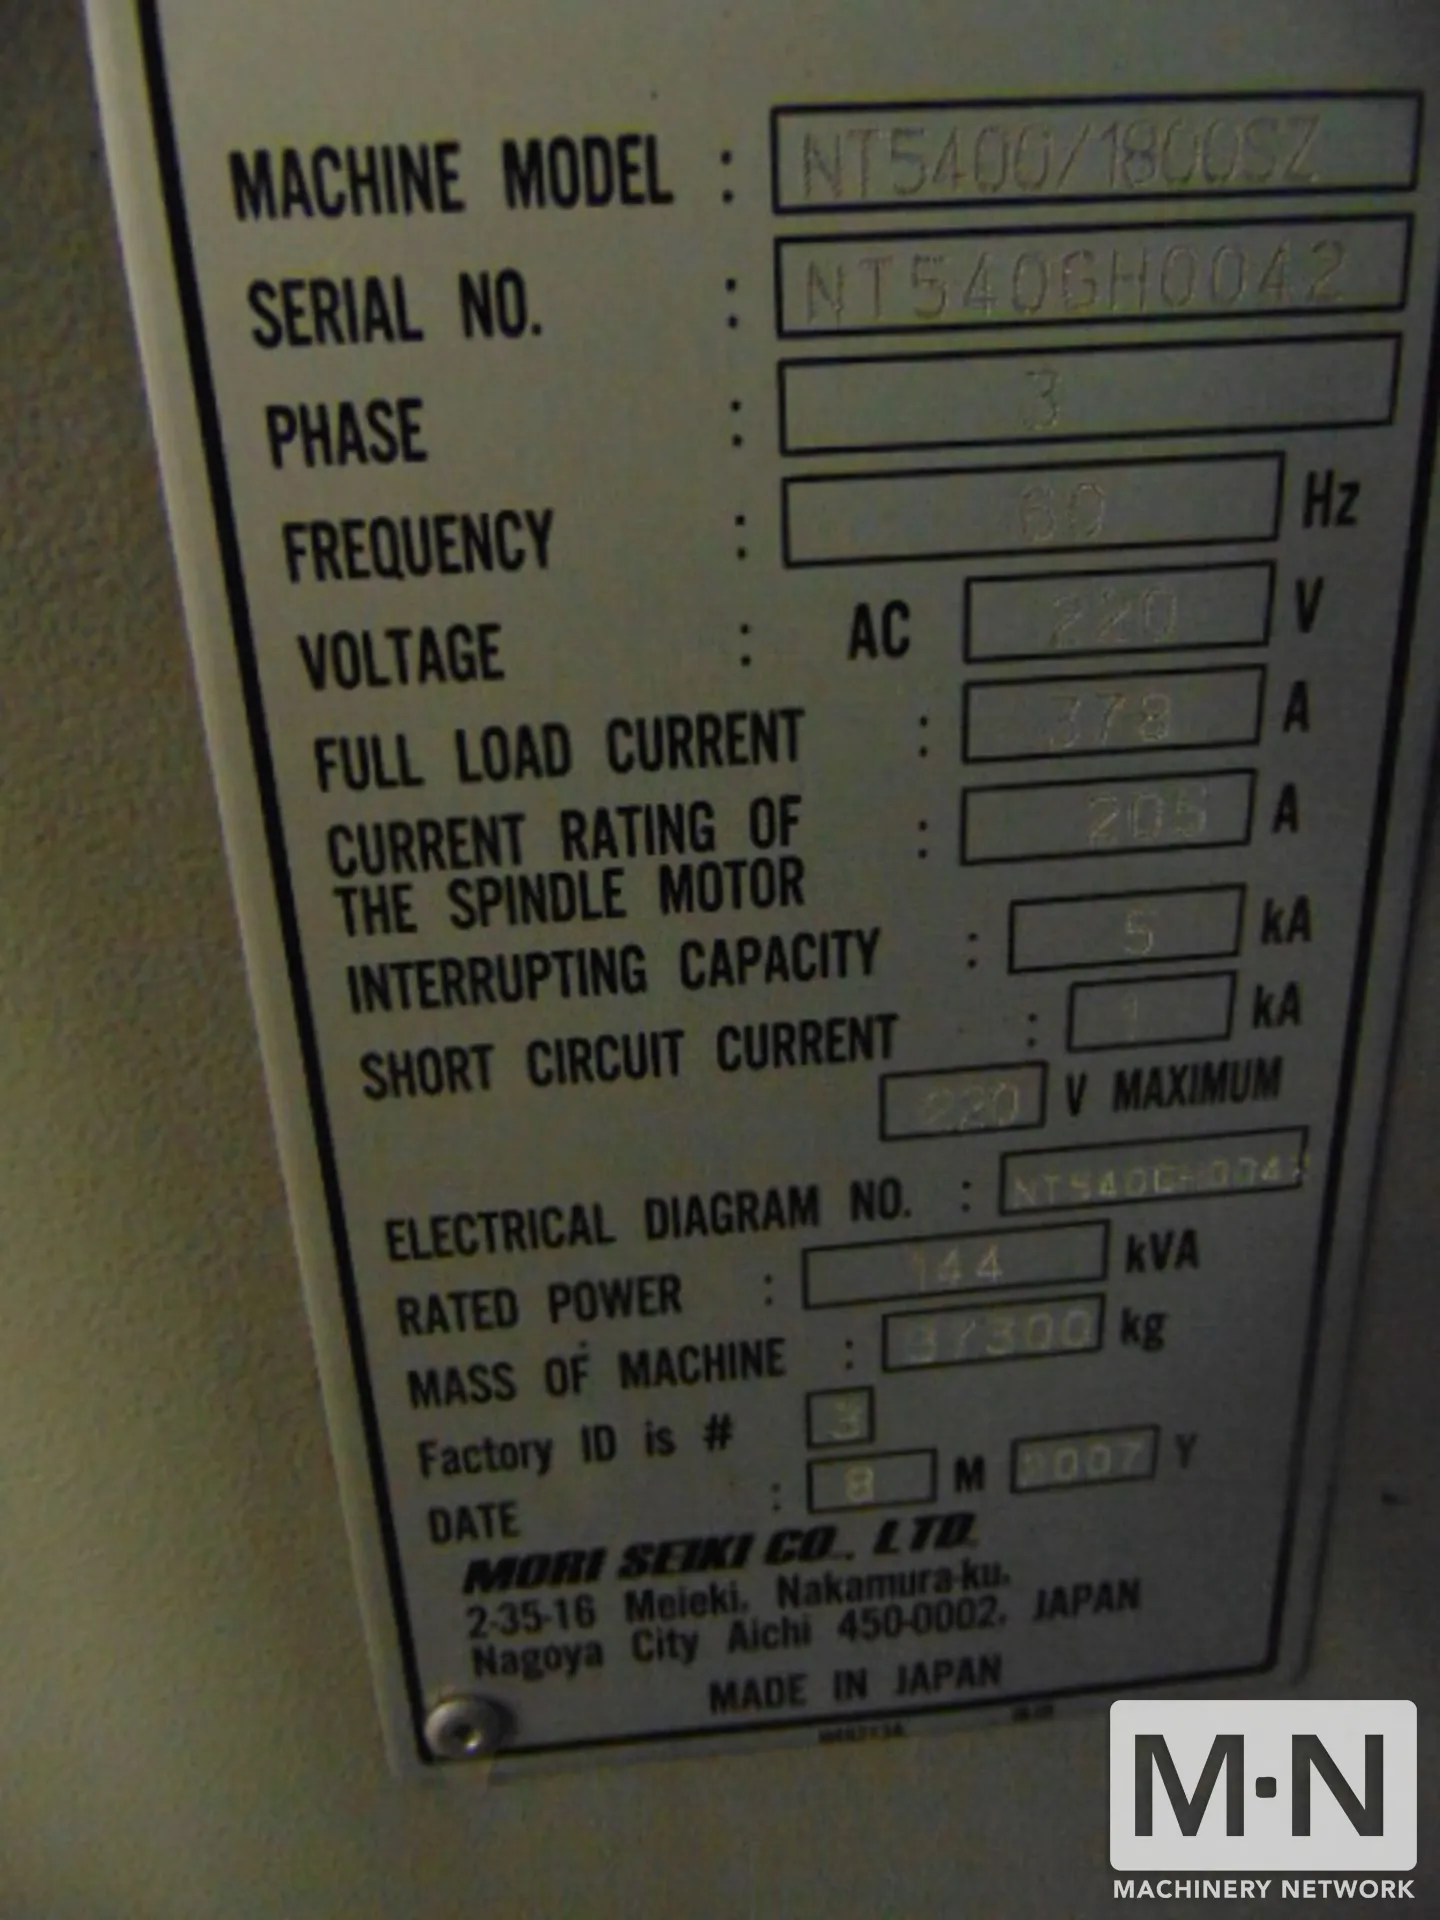 MACHINE MODEL : NT5400/1800SZ
SERIAL NO. : NT540GH0042
PHASE : 3
FREQUENCY : 60 Hz
VOLTAGE : AC 220 V
FULL LOAD CURRENT : 378 A
CURRENT RATING OF : 205 A
THE SPINDLE MOTOR
INTERRUPTING CAPACITY : 5 kA
SHORT CIRCUIT CURRENT : 1 kA
220 V MAXIMUM
ELECTRICAL DIAGRAM NO. : NT540GH0042
RATED POWER : 144 kVA
MASS OF MACHINE : 37300 kg
Factory ID is # 3
DATE : 8 M 2007 Y
MORI SEIKI CO., LTD.
2-35-16 Meieki, Nakamura-ku,
Nagoya City Aichi 450-0002, JAPAN
MADE IN JAPAN
M·N
MACHINERY NETWORK